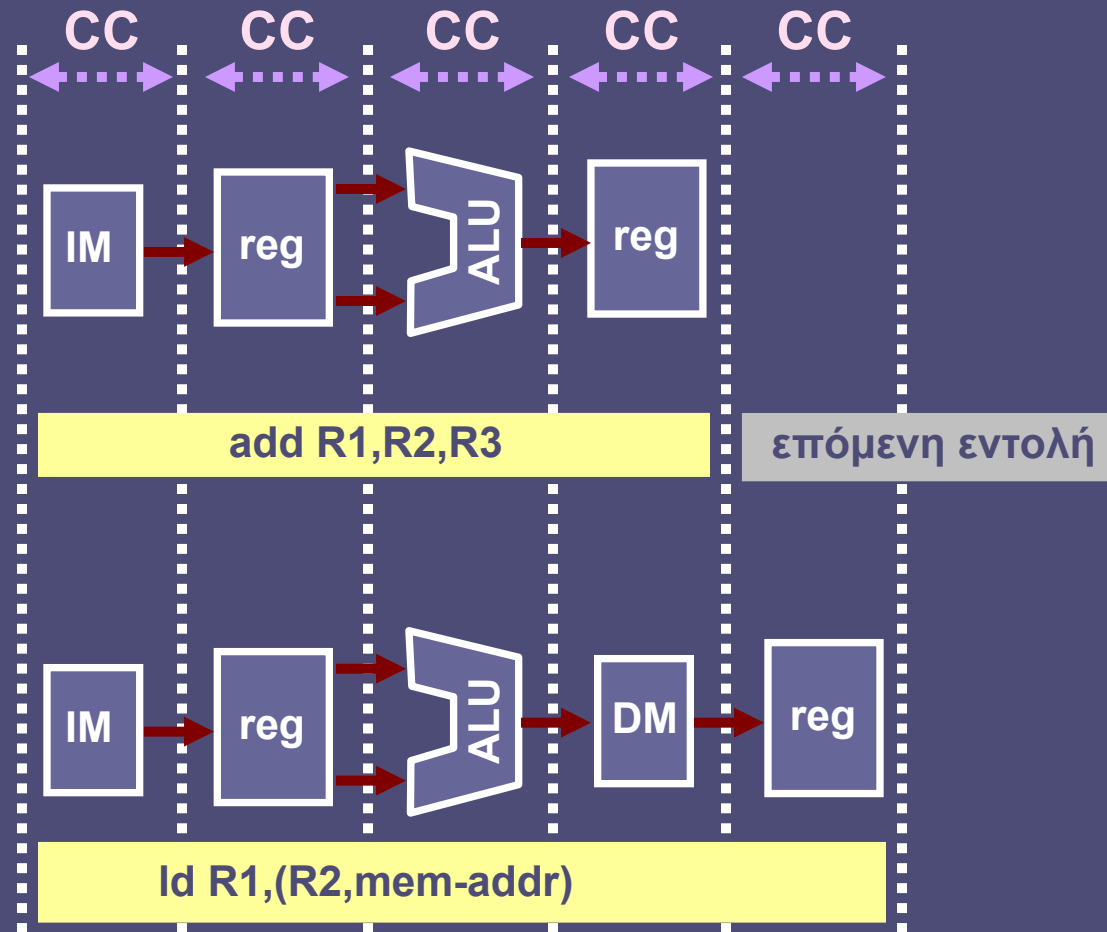 CC CC CC CC CC
IM reg ALU reg
add R1,R2,R3 επόμενη εντολή
IM reg ALU DM reg
ld R1,(R2,mem-addr)